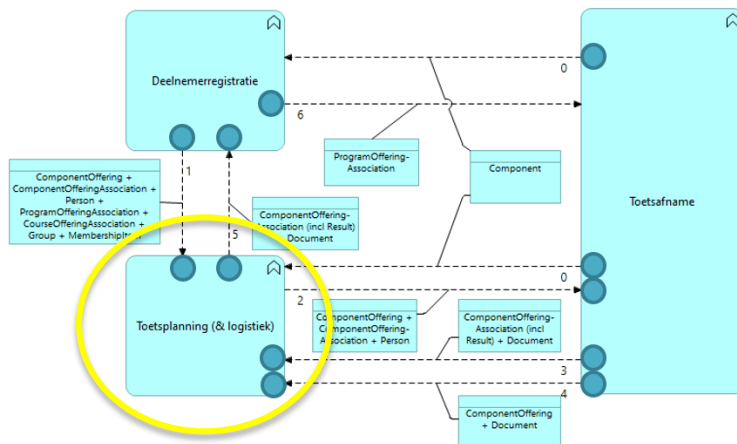 Deelnemerregistratie
0
6
1
ProgramOffering-
Association
Component
Toetsafname
ComponentOffering +
ComponentOfferingAssociation +
Person +
ProgramOfferingAssociation +
CourseOfferingAssociation +
Group +
5
ComponentOffering-
Association (incl Result)
Document
Toetsplanning (& logistiek)
0
2
ComponentOffering +
ComponentOffering-
Association + Person
ComponentOffering-
Association (incl
Result) + Document
3
4
ComponentOffering
+ Document